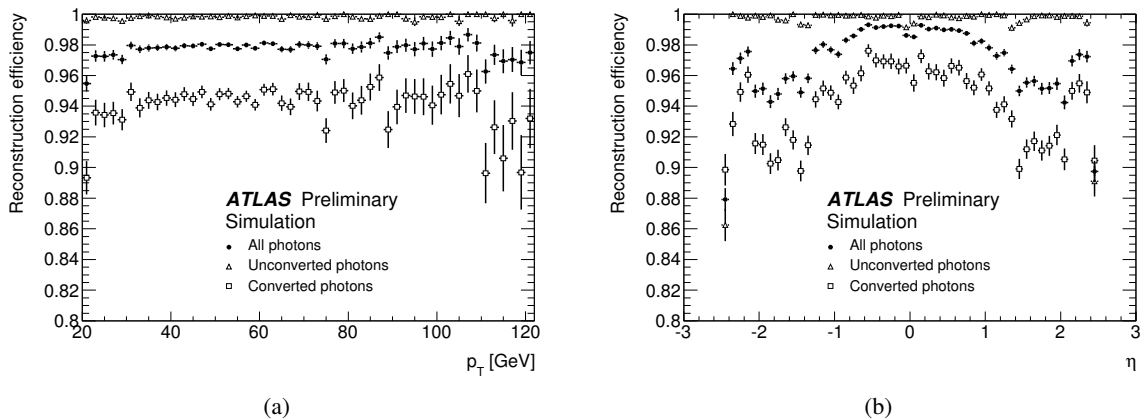 Reconstruction efficiency
1
0.98
0.96
0.94
0.92
0.9
0.88
0.86
0.84
0.82
0.8
ATLAS Preliminary
Simulation
All photons
Unconverted photons
Converted photons
20 40 60 80 100 120
p_T [GeV]
(a)
Reconstruction efficiency
1
0.98
0.96
0.94
0.92
0.9
0.88
0.86
0.84
0.82
0.8
ATLAS Preliminary
Simulation
All photons
Unconverted photons
Converted photons
-3 -2 -1 0 1 2 3
η
(b)